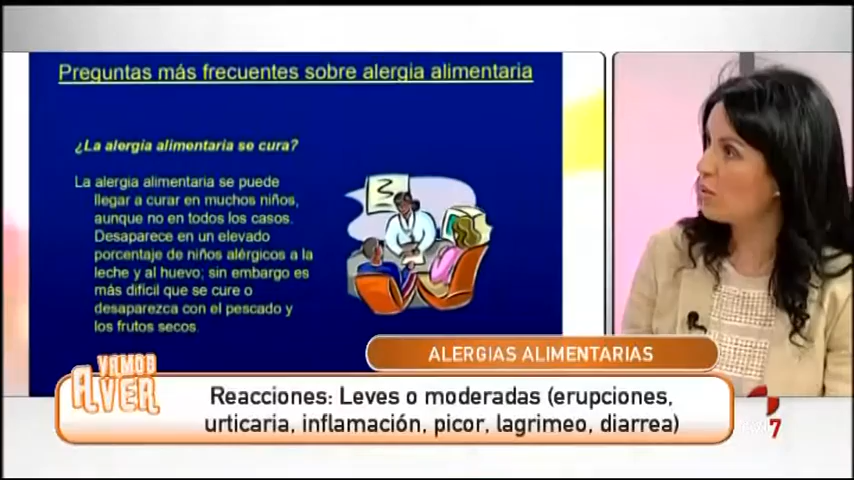 Preguntas más frecuentes sobre alergia alimentaria
¿La alergia alimentaria se cura?
La alergia alimentaria se puede
llegar a curar en muchos niños,
aunque no en todos los casos.
Desaparece en un elevado
porcentaje de niños alérgicos a la
leche y al huevo; sin embargo es
más difícil que se cure o
desaparezca con el pescado y
los frutos secos.
ALERGIAS ALIMENTARIAS
VAMOS
A VER
Reacciones: Leves o moderadas (erupciones,
urticaria, inflamación, picor, lagrimeo, diarrea)
7